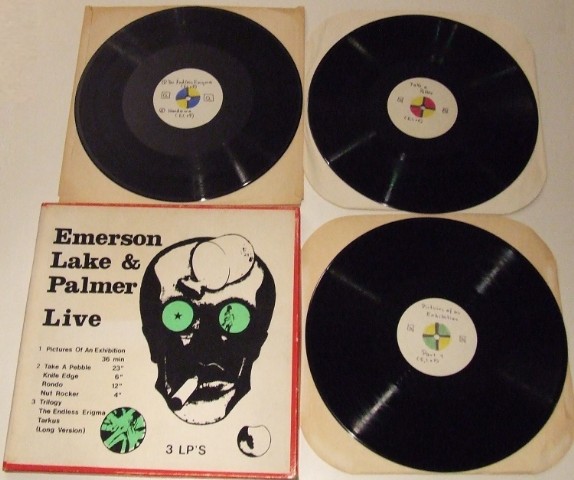 Emerson
Lake &
Palmer
Live
1 Pictures Of An Exhibition
36 min
2 Take A Pebble 23"
Knife Edge 6"
Rondo 12"
Nut Rocker 4"
3 Trilogy
The Endless Enigma
Tarkus
(Long Version)
3 LP'S
Pictures of an
Exhibition
Part